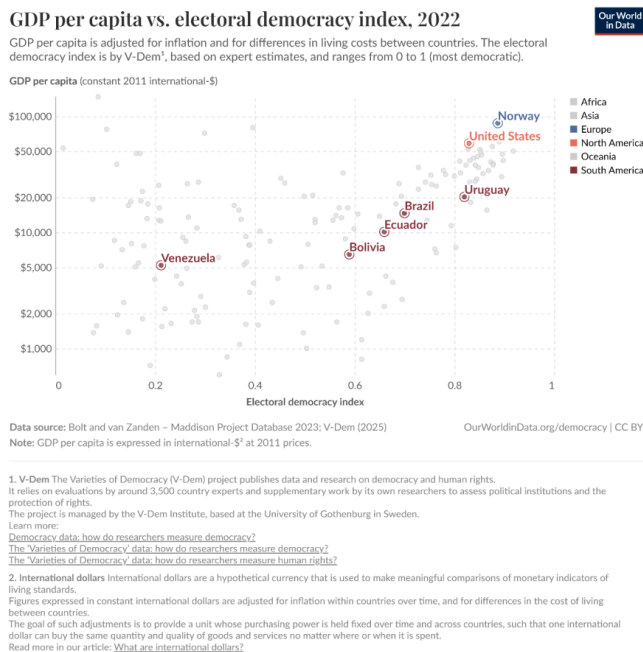 GDP per capita vs. electoral democracy index, 2022
Our World
in Data
GDP per capita is adjusted for inflation and for differences in living costs between countries. The electoral
democracy index is by V-Dem¹, based on expert estimates, and ranges from 0 to 1 (most democratic).
GDP per capita (constant 2011 international-$)
$100,000
$50,000
$20,000
$10,000
$5,000
$2,000
$1,000
Norway
United States
Uruguay
Brazil
Ecuador
Bolivia
Venezuela
Africa
Asia
Europe
North America
Oceania
South America
0
0.2
0.4
0.6
0.8
1
Electoral democracy index
Data source: Bolt and van Zanden – Maddison Project Database 2023; V-Dem (2025)
OurWorldinData.org/democracy | CC BY
Note: GDP per capita is expressed in international-$² at 2011 prices.
1. V-Dem The Varieties of Democracy (V-Dem) project publishes data and research on democracy and human rights.
It relies on evaluations by around 3,500 country experts and supplementary work by its own researchers to assess political institutions and the
protection of rights.
The project is managed by the V-Dem Institute, based at the University of Gothenburg in Sweden.
Learn more:
Democracy data: how do researchers measure democracy?
The 'Varieties of Democracy' data: how do researchers measure democracy?
The 'Varieties of Democracy' data: how do researchers measure human rights?
2. International dollars International dollars are a hypothetical currency that is used to make meaningful comparisons of monetary indicators of
living standards.
Figures expressed in constant international dollars are adjusted for inflation within countries over time, and for differences in the cost of living
between countries.
The goal of such adjustments is to provide a unit whose purchasing power is held fixed over time and across countries, such that one international
dollar can buy the same quantity and quality of goods and services no matter where or when it is spent.
Read more in our article: What are international dollars?